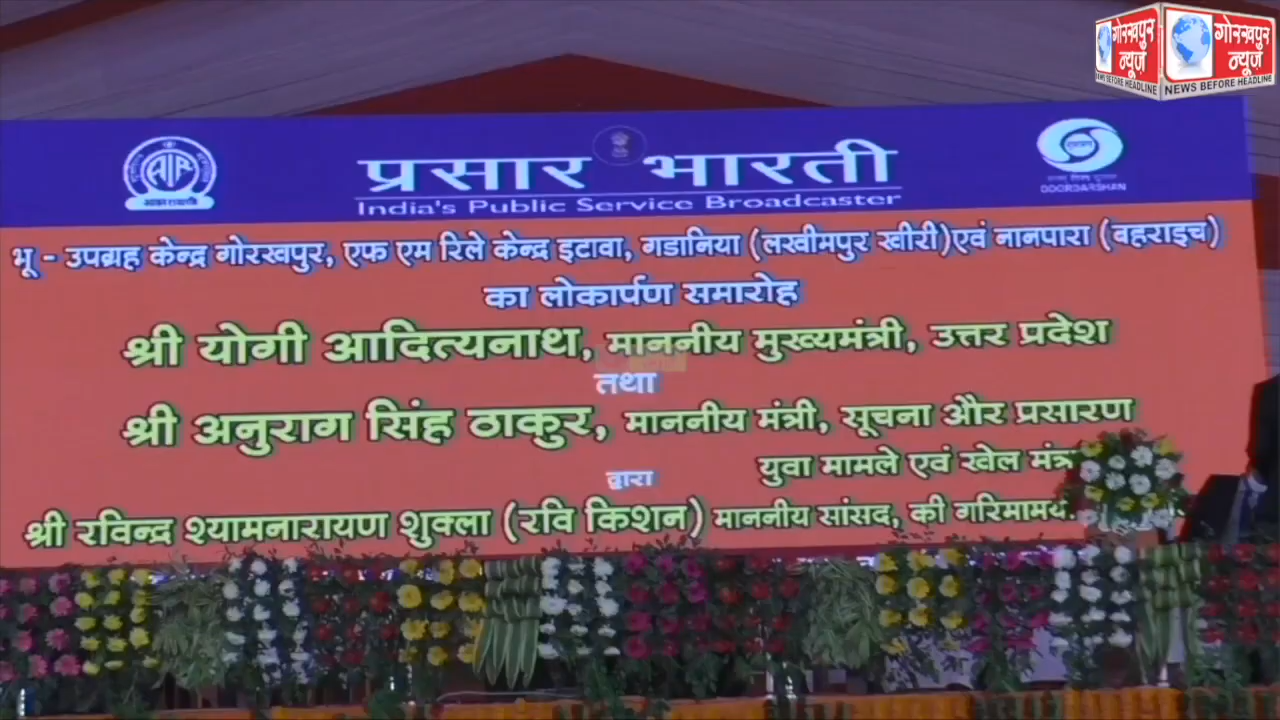 गोरखपुर न्यूज़ गोरखपुर न्यूज़
NEWS BEFORE HEADLINE NEWS BEFORE HEADLINE
AIR
प्रसार भारती
India's Public Service Broadcaster
DOORDARSHAN
भू - उपग्रह केन्द्र गोरखपुर, एफ एम रिले केन्द्र इटावा, गडानिया (लखीमपुर खीरी)एवं नानपारा (बहराइच)
का लोकार्पण समारोह
श्री योगी आदित्यनाथ, माननीय मुख्यमंत्री, उत्तर प्रदेश
तथा
श्री अनुराग सिंह ठाकुर, माननीय मंत्री, सूचना और प्रसारण
युवा मामले एवं खेल
द्वारा
श्री रविन्द्र श्यामनारायण शुक्ला (रवि किशन) माननीय सांसद, की